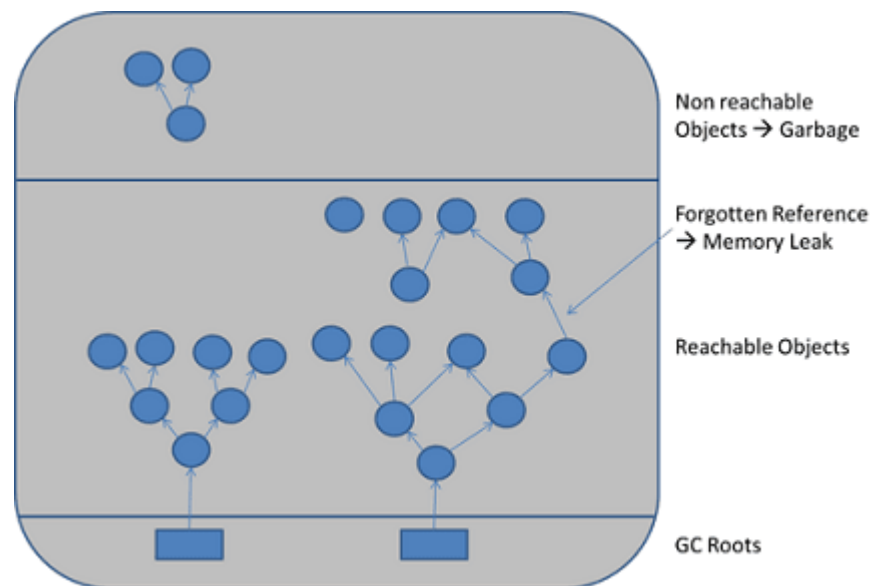 Non reachable
Objects → Garbage
Forgotten Reference
→ Memory Leak
Reachable Objects
GC Roots